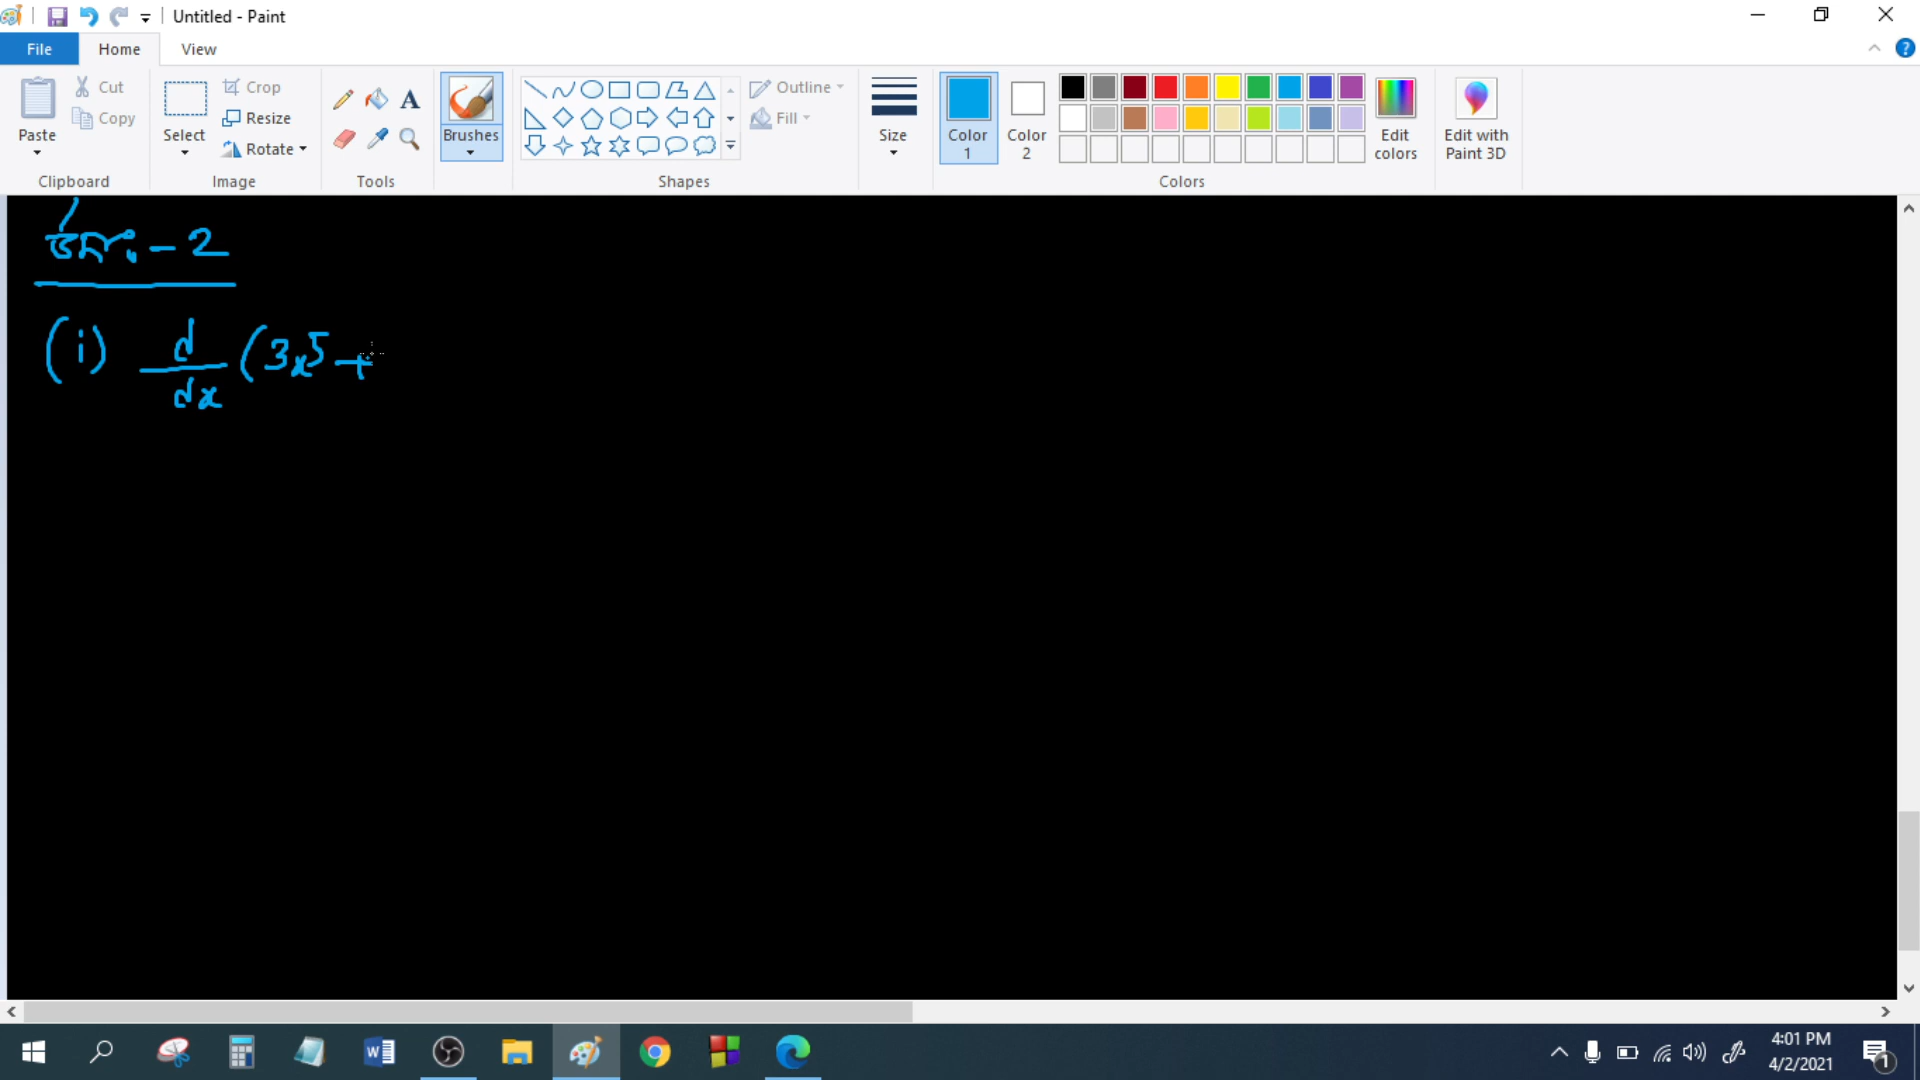 Untitled - Paint
File Home View
Paste
Cut
Copy
Clipboard
Select
Crop
Resize
Rotate
Image
Tools
Brushes
Shapes
Outline
Fill
Size
Color 1
Color 2
Edit colors
Edit with Paint 3D
Colors
- 2
(i) d/dx (3x⁵ +
4:01 PM
4/2/2021
1